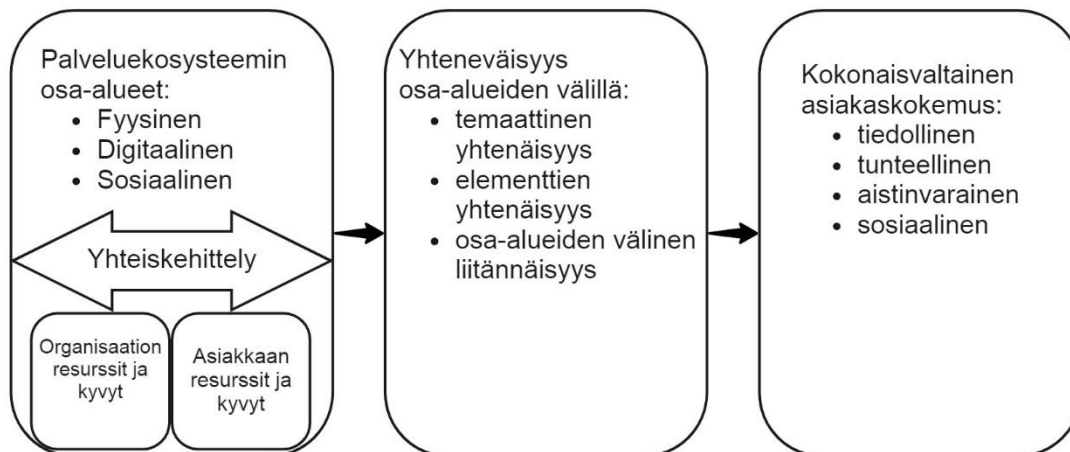 Palveluekosysteemin
osa-alueet:
• Fyysinen
• Digitaalinen
• Sosiaalinen
Yhteiskehittely
Organisaation
resurssit ja
kyvyt
Asiakkaan
resurssit ja
kyvyt
Yhteneväisyys
osa-alueiden välillä:
• temaattinen
yhtenäisyys
• elementtien
yhtenäisyys
• osa-alueiden välinen
liitännäisyys
Kokonaisvaltainen
asiakaskokemus:
• tiedollinen
• tunteellinen
• aistinvarainen
• sosiaalinen